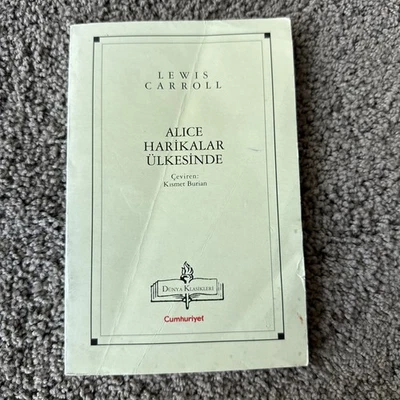 LEWIS
CARROLL
ALICE
HARİKALAR
ÜLKESİNDE
Çeviren:
Kısmet Burian
DÜNYA KLASİKLERİ
Cumhuriyet